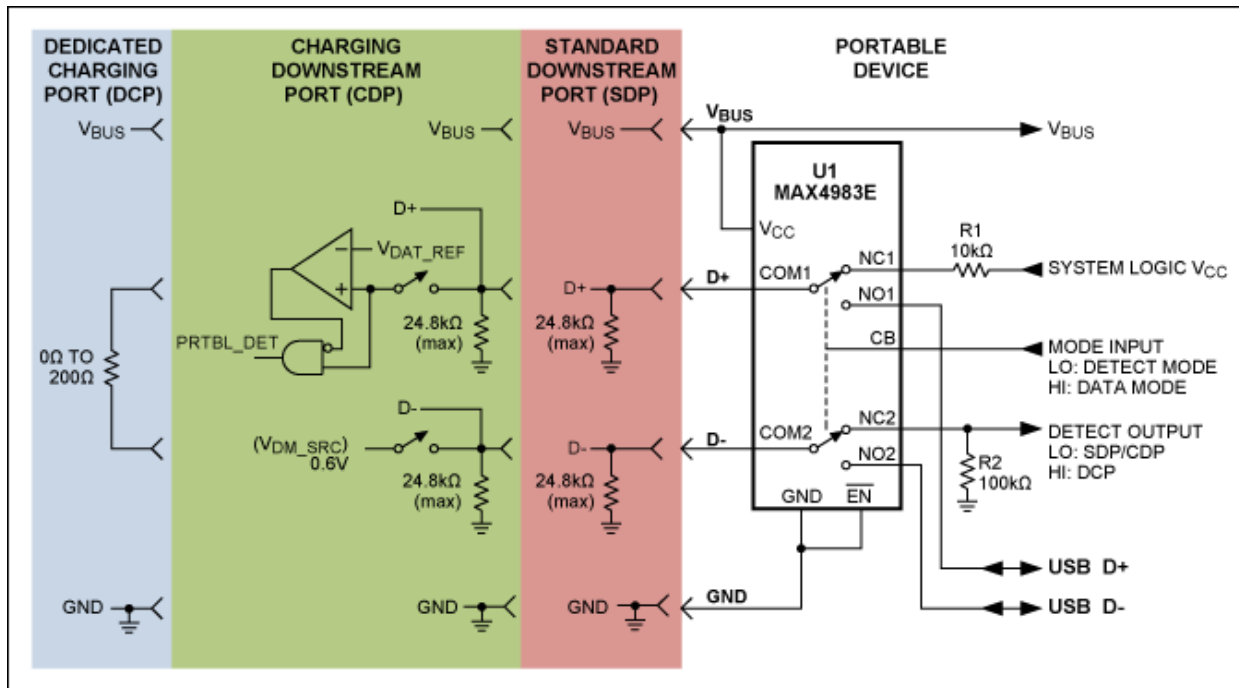 DEDICATED
CHARGING
PORT (DCP)
VBUS
0Ω TO
200Ω
GND
CHARGING
DOWNSTREAM
PORT (CDP)
VBUS
D+
VDAT_REF
PRTBL_DET
24.8kΩ
(max)
D-
(VDM_SRC)
0.6V
24.8kΩ
(max)
GND
STANDARD
DOWNSTREAM
PORT (SDP)
VBUS
D+
24.8kΩ
(max)
D-
24.8kΩ
(max)
GND
PORTABLE
DEVICE
VBUS
VBUS
U1
MAX4983E
VCC
D+
COM1
NC1
NO1
CB
D-
COM2
NC2
NO2
GND
EN
GND
R1
10kΩ
SYSTEM LOGIC VCC
MODE INPUT
LO: DETECT MODE
HI: DATA MODE
DETECT OUTPUT
LO: SDP/CDP
HI: DCP
R2
100kΩ
USB D+
USB D-